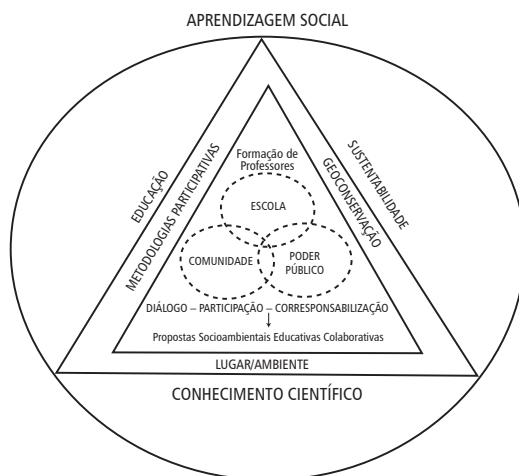 APRENDIZAGEM SOCIAL
EDUCAÇÃO
METODOLOGIAS PARTICIPATIVAS
SUSTENTABILIDADE
GEOCONSERVAÇÃO
Formação de
Professores
ESCOLA
COMUNIDADE
PODER
PÚBLICO
DIÁLOGO – PARTICIPAÇÃO – CORRESPONSABILIZAÇÃO
Propostas Socioambientais Educativas Colaborativas
LUGAR/AMBIENTE
CONHECIMENTO CIENTÍFICO